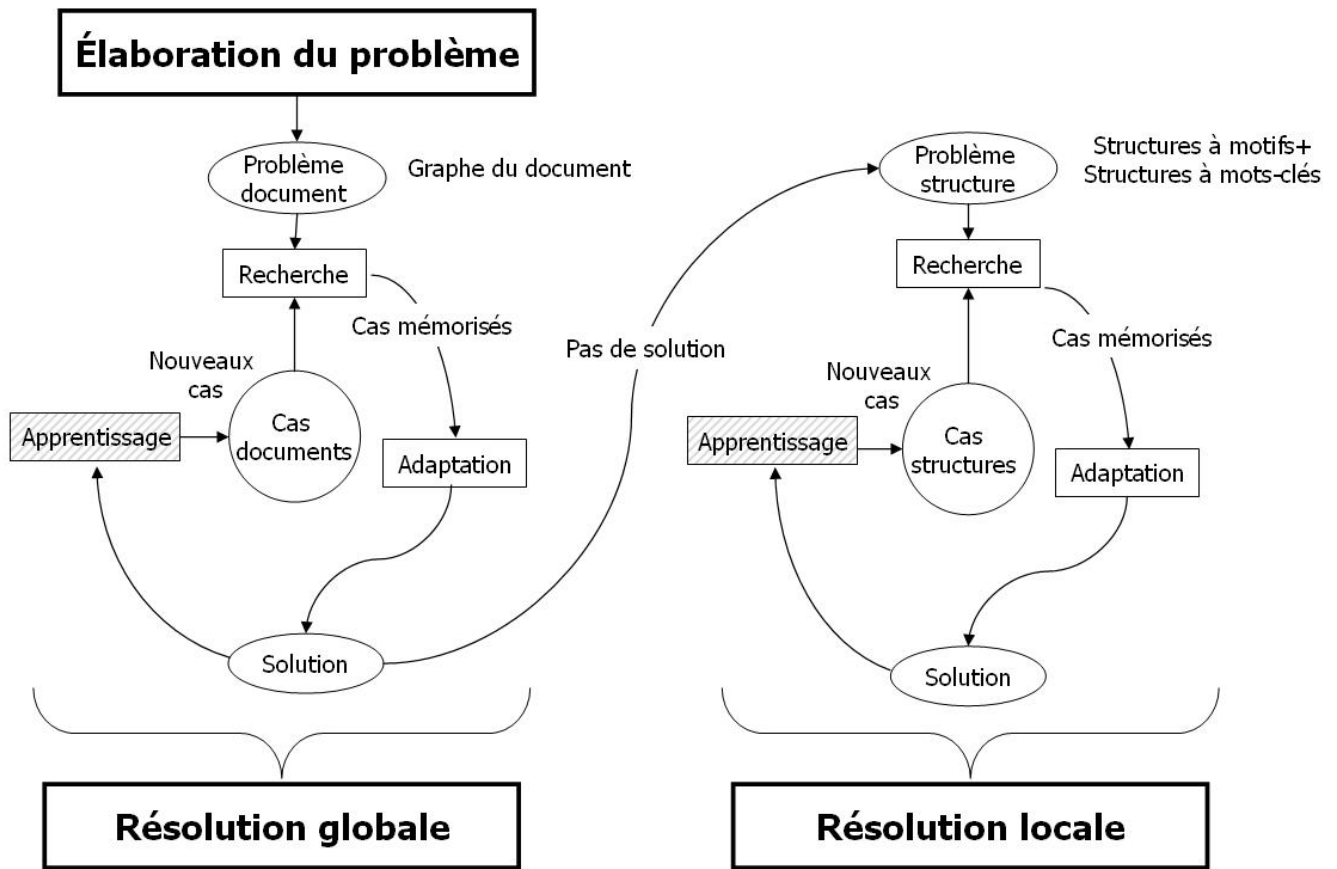 Élaboration du problème
Problème
document
Graphe du document
Recherche
Cas mémorisés
Nouveaux
cas
Apprentissage
Cas
documents
Adaptation
Solution
Résolution globale
Pas de solution
Problème
structure
Structures à motifs+
Structures à mots-clés
Recherche
Cas mémorisés
Nouveaux
cas
Apprentissage
Cas
structures
Adaptation
Solution
Résolution locale